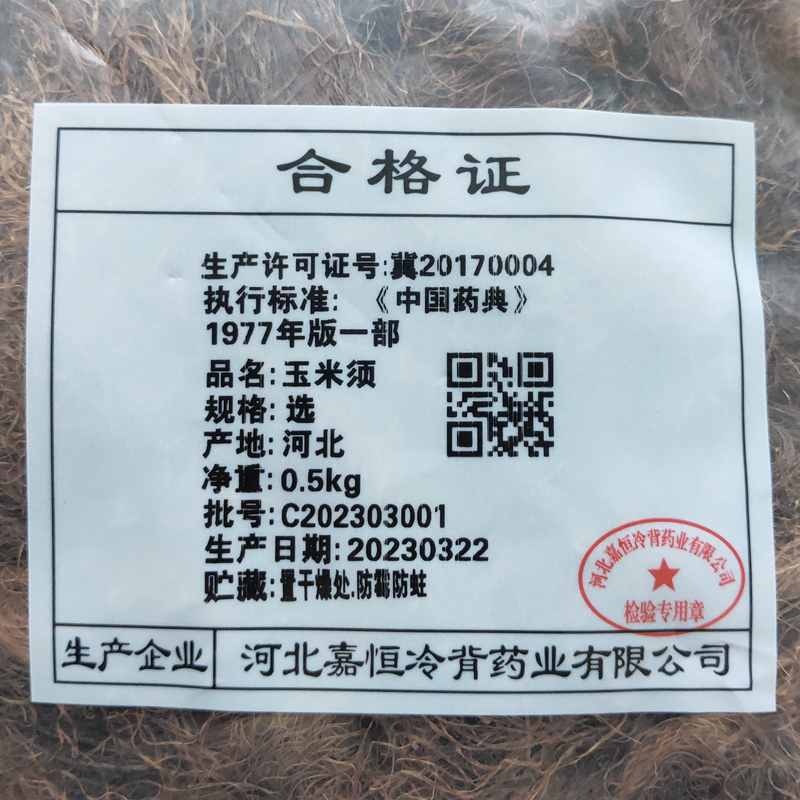 合格证
生产许可证号:冀20170004
执行标准:《中国药典》
1977年版一部
品名:玉米须
规格:选
产地:河北
净重:0.5kg
批号:C202303001
生产日期:20230322
贮藏:置干燥处.防霉防蛀
河北嘉恒冷背药业有限公司
检验专用章
生产企业 河北嘉恒冷背药业有限公司